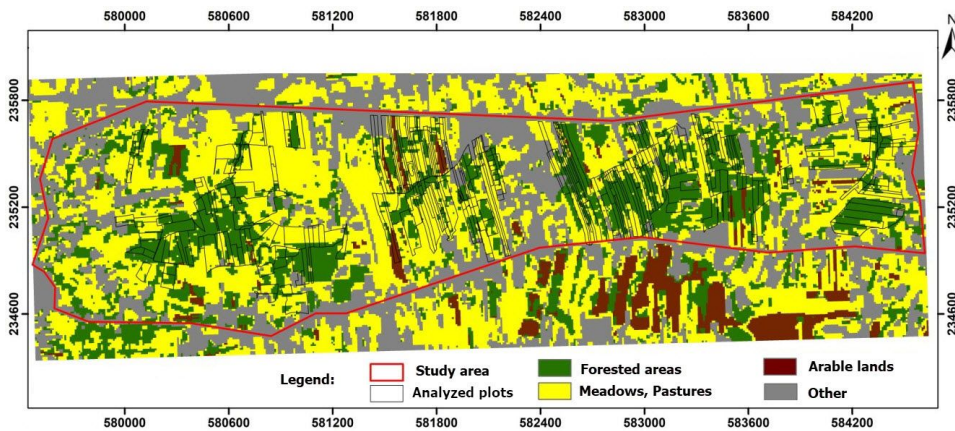 580000 580600 581200 581800 582400 583000 583600 584200
N
235800 235800
235200 235200
234600 234600
Legend: Study area Forested areas Arable lands
Analyzed plots Meadows, Pastures Other
580000 580600 581200 581800 582400 583000 583600 584200